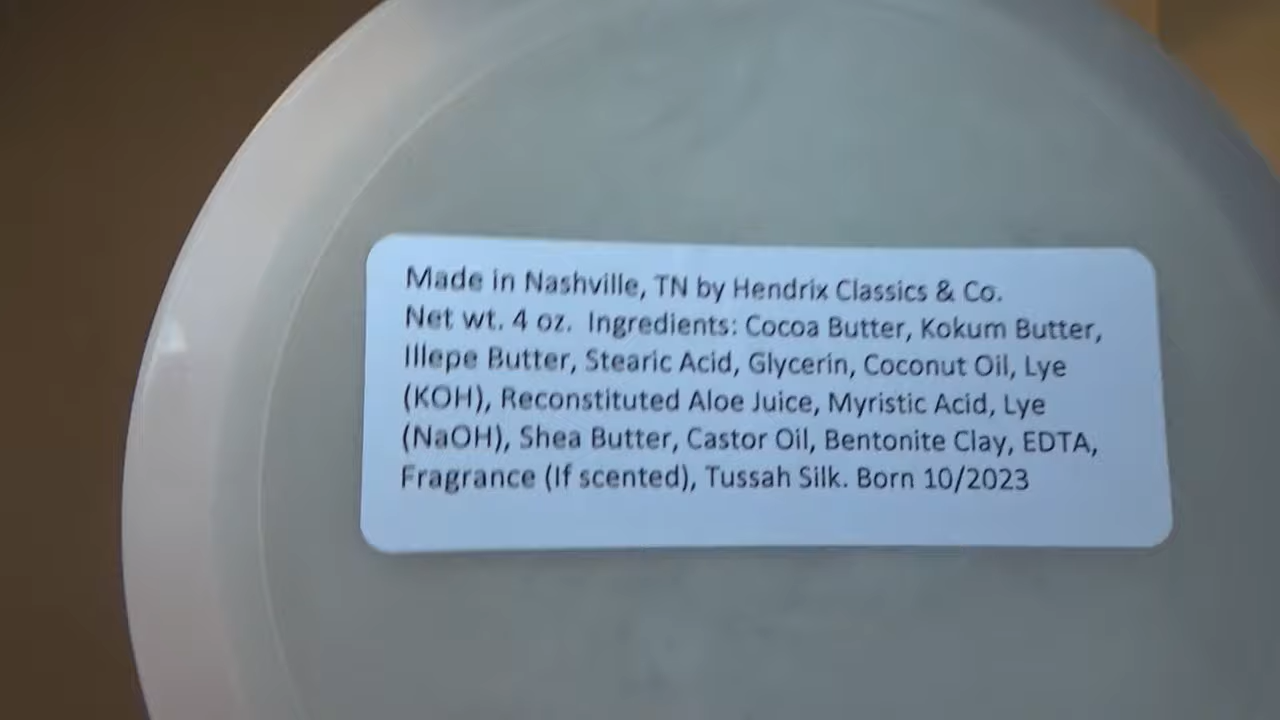 Made in Nashville, TN by Hendrix Classics & Co.
Net wt. 4 oz. Ingredients: Cocoa Butter, Kokum Butter,
Illepe Butter, Stearic Acid, Glycerin, Coconut Oil, Lye
(KOH), Reconstituted Aloe Juice, Myristic Acid, Lye
(NaOH), Shea Butter, Castor Oil, Bentonite Clay, EDTA,
Fragrance (If scented), Tussah Silk. Born 10/2023